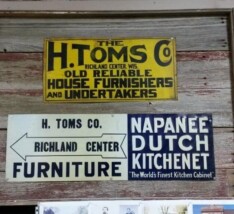 THE
H. TOMS Co
RICHLAND CENTER, WIS.
OLD RELIABLE
HOUSE FURNISHERS
AND UNDERTAKERS
H. TOMS CO.
RICHLAND CENTER
FURNITURE
NAPANEE
DUTCH
KITCHENET
"The World's Finest Kitchen Cabinet"